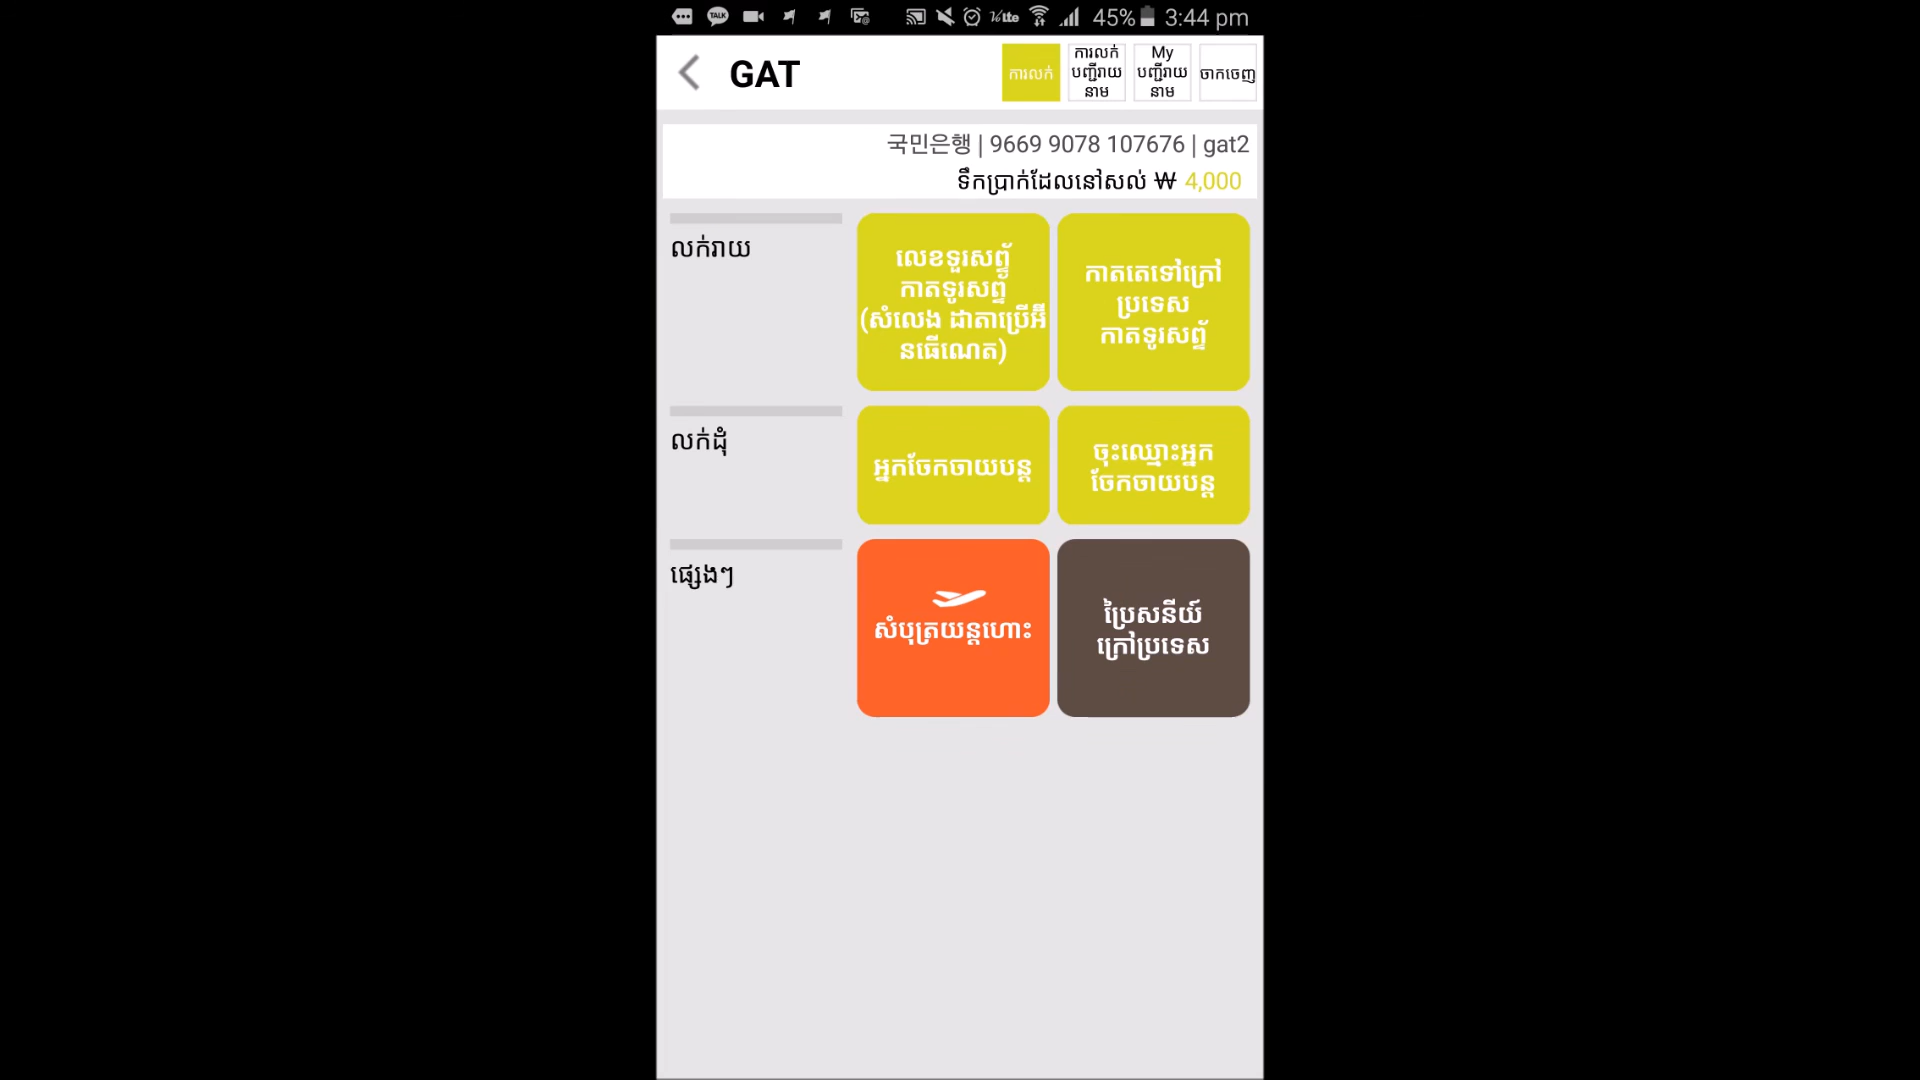 45% 3:44 pm
GAT
ការលក់
ការលក់
បញ្ជីរាយ
នាម
My
បញ្ជីរាយ
នាម
ចាកចេញ
국민은행 | 9669 9078 107676 | gat2
ទឹកប្រាក់ដែលនៅសល់ ₩ 4,000
លក់រាយ
លេខទួរសព្ទ័
កាតទូរសព្ទ័
(សំលេង ដាតាប្រើអ៊ី
នធើណេត)
កាតតេទៅក្រៅ
ប្រទេស
កាតទូរសព្ទ័
លក់ដុំ
អ្នកចែកចាយបន្ត
ចុះឈ្មោះអ្នក
ចែកចាយបន្ត
ផ្សេងៗ
សំបុត្រយន្តហោះ
ប្រៃសនីយ៍
ក្រៅប្រទេស